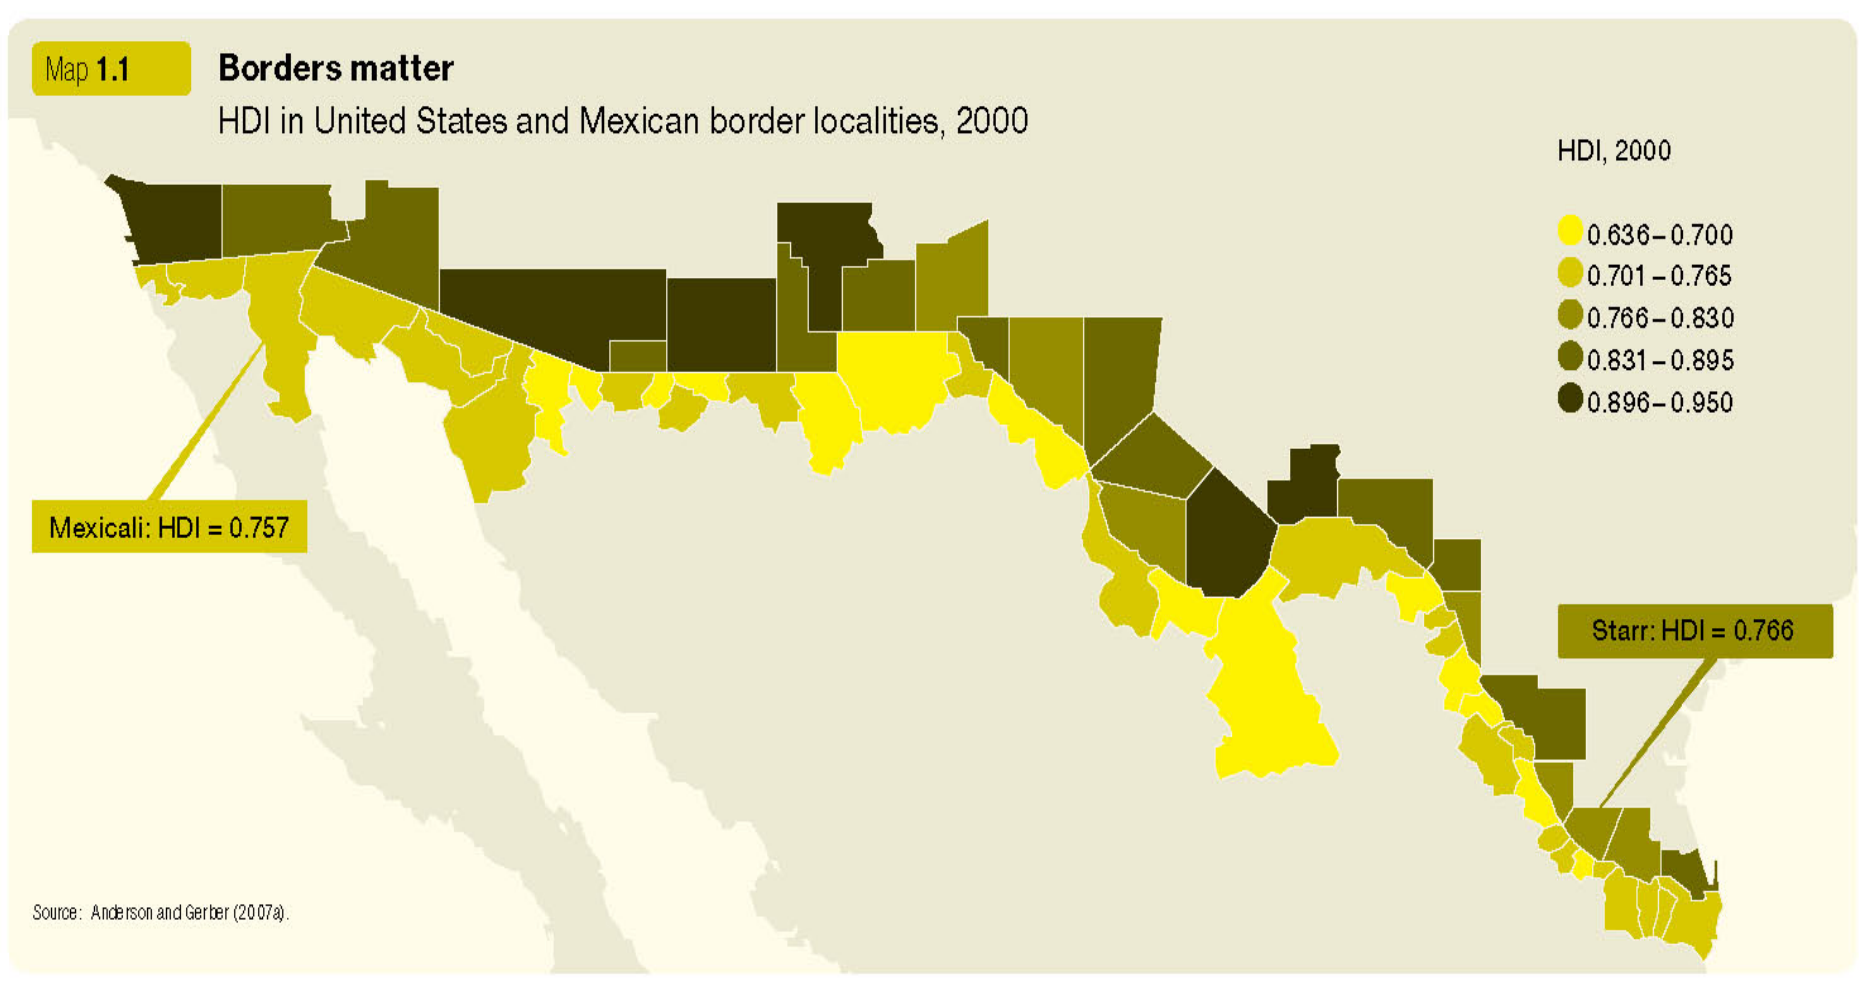 Map 1.1
Borders matter
HDI in United States and Mexican border localities, 2000
HDI, 2000
0.636–0.700
0.701–0.765
0.766–0.830
0.831–0.895
0.896–0.950
Mexicali: HDI = 0.757
Starr: HDI = 0.766
Source: Anderson and Gerber (2007a).